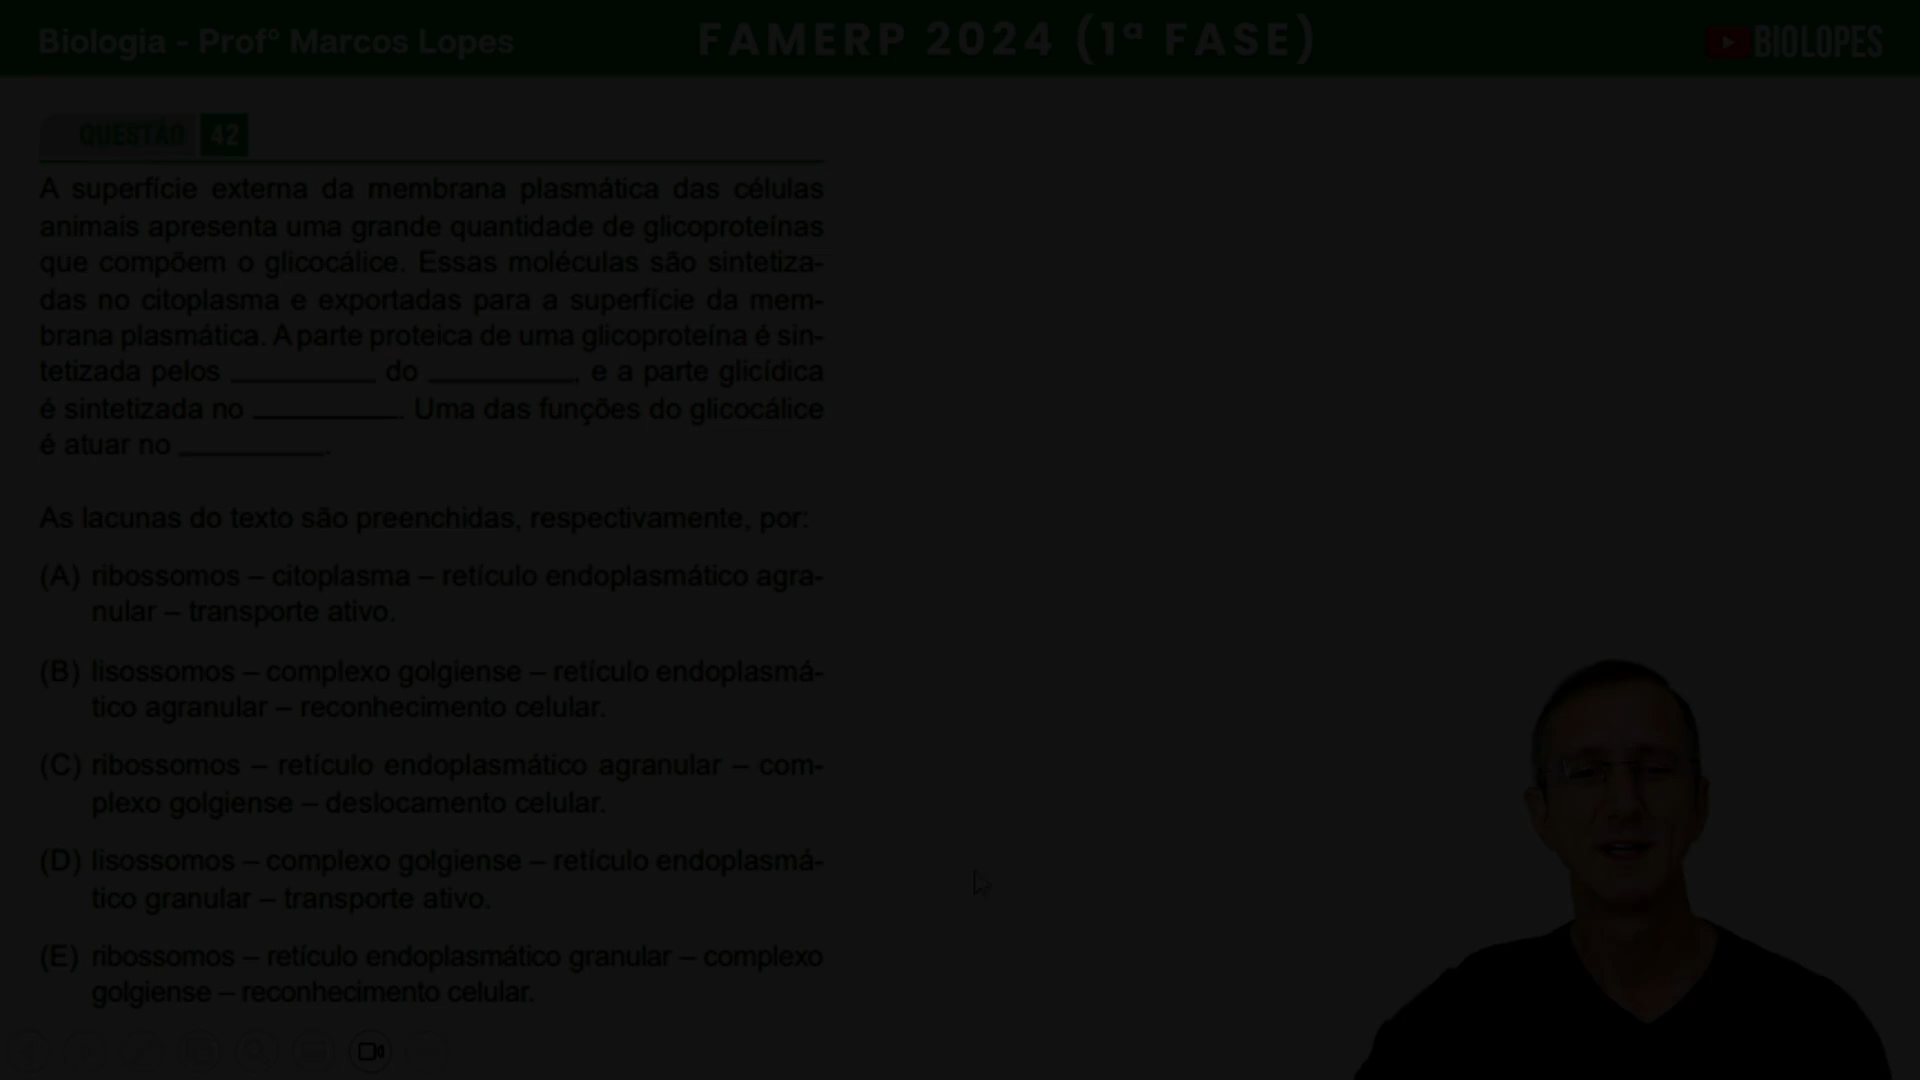 Biologia - Profº Marcos Lopes
FAMERP 2024 (1ª FASE)
BIOLOPES
QUESTÃO 42
A superfície externa da membrana plasmática das células
animais apresenta uma grande quantidade de glicoproteínas
que compõem o glicocálice. Essas moléculas são sintetiza-
das no citoplasma e exportadas para a superfície da mem-
brana plasmática. A parte proteica de uma glicoproteína é sin-
tetizada pelos __________ do __________, e a parte glicídica
é sintetizada no __________. Uma das funções do glicocálice
é atuar no __________.
As lacunas do texto são preenchidas, respectivamente, por:
(A) ribossomos – citoplasma – retículo endoplasmático agra-
nular – transporte ativo.
(B) lisossomos – complexo golgiense – retículo endoplasmá-
tico agranular – reconhecimento celular.
(C) ribossomos – retículo endoplasmático agranular – com-
plexo golgiense – deslocamento celular.
(D) lisossomos – complexo golgiense – retículo endoplasmá-
tico granular – transporte ativo.
(E) ribossomos – retículo endoplasmático granular – complexo
golgiense – reconhecimento celular.